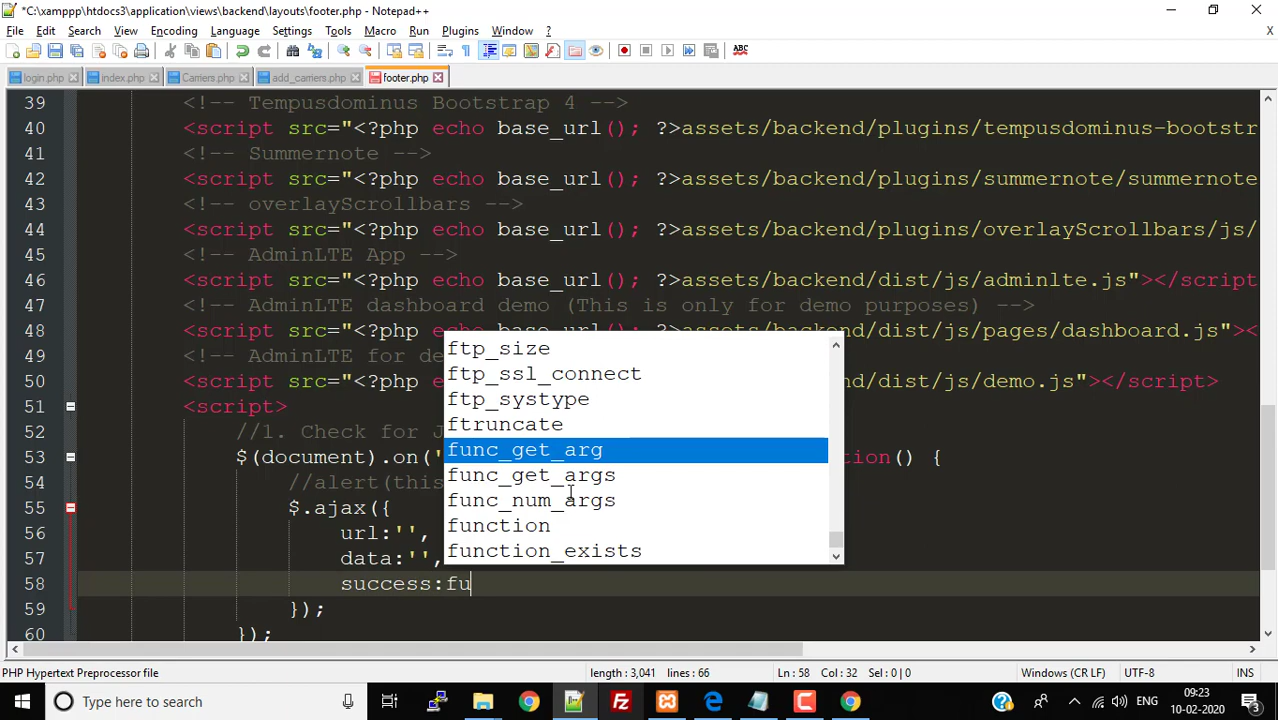 *C:\xamppp\htdocs3\application\views\backend\layouts\footer.php - Notepad++
File Edit Search View Encoding Language Settings Tools Macro Run Plugins Window ? X
login.php index.php Carriers.php add_carriers.php footer.php
39 <!-- Tempusdominus Bootstrap 4 -->
40 <script src="<?php echo base_url(); ?>assets/backend/plugins/tempusdominus-bootstr
41 <!-- Summernote -->
42 <script src="<?php echo base_url(); ?>assets/backend/plugins/summernote/summernote
43 <!-- overlayScrollbars -->
44 <script src="<?php echo base_url(); ?>assets/backend/plugins/overlayScrollbars/js/
45 <!-- AdminLTE App -->
46 <script src="<?php echo base_url(); ?>assets/backend/dist/js/adminlte.js"></script
47 <!-- AdminLTE dashboard demo (This is only for demo purposes) -->
48 <script src="<?php echo base_url(); ?>assets/backend/dist/js/pages/dashboard.js"><
ftp_size
49 <!-- AdminLTE for de
ftp_ssl_connect
50 <script src="<?php e nd/dist/js/demo.js"></script>
ftp_systype
51 <script>
ftruncate
52 //1. Check for J
func_get_arg
53 $(document).on(' tion() {
func_get_args
54 //alert(this
func_num_args
55 $.ajax({
function
56 url:'',
function_exists
57 data:'',
58 success:fu
59 });
60 });
PHP Hypertext Preprocessor file length : 3,041 lines : 66 Ln : 58 Col : 32 Sel : 0 | 0 Windows (CR LF) UTF-8 INS
Type here to search ENG 09:23
10-02-2020 3